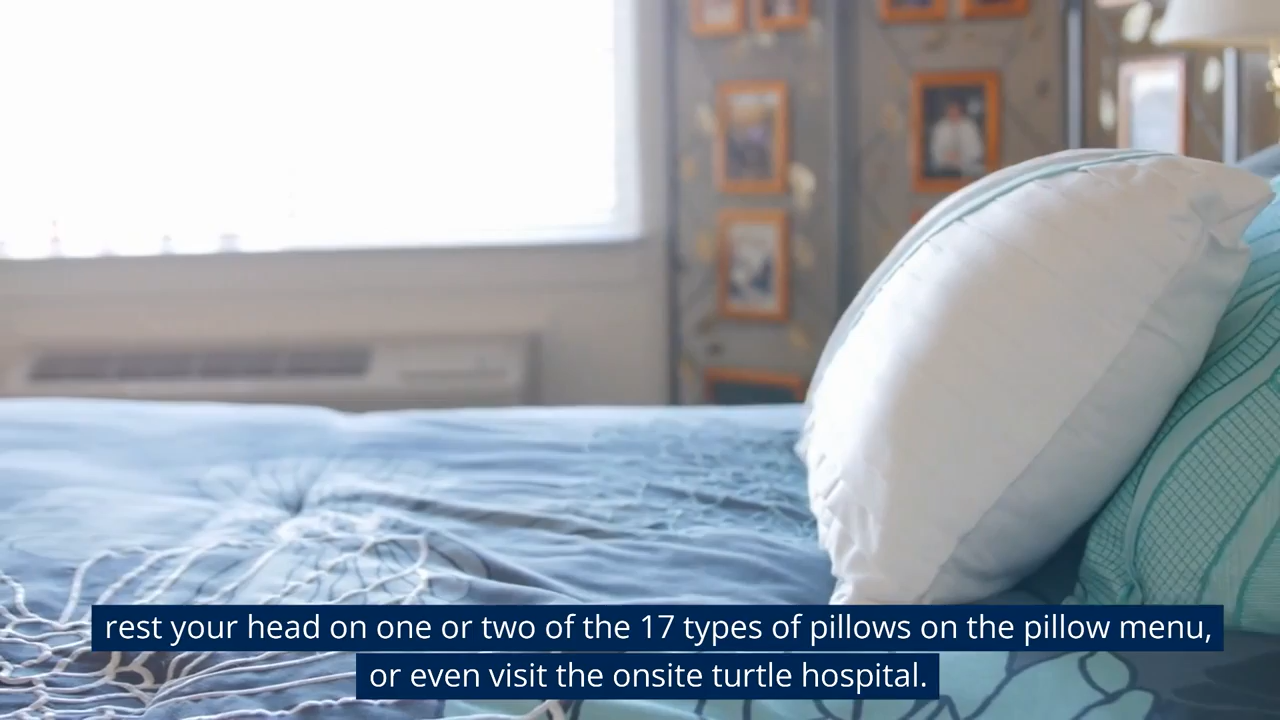 rest your head on one or two of the 17 types of pillows on the pillow menu,
or even visit the onsite turtle hospital.